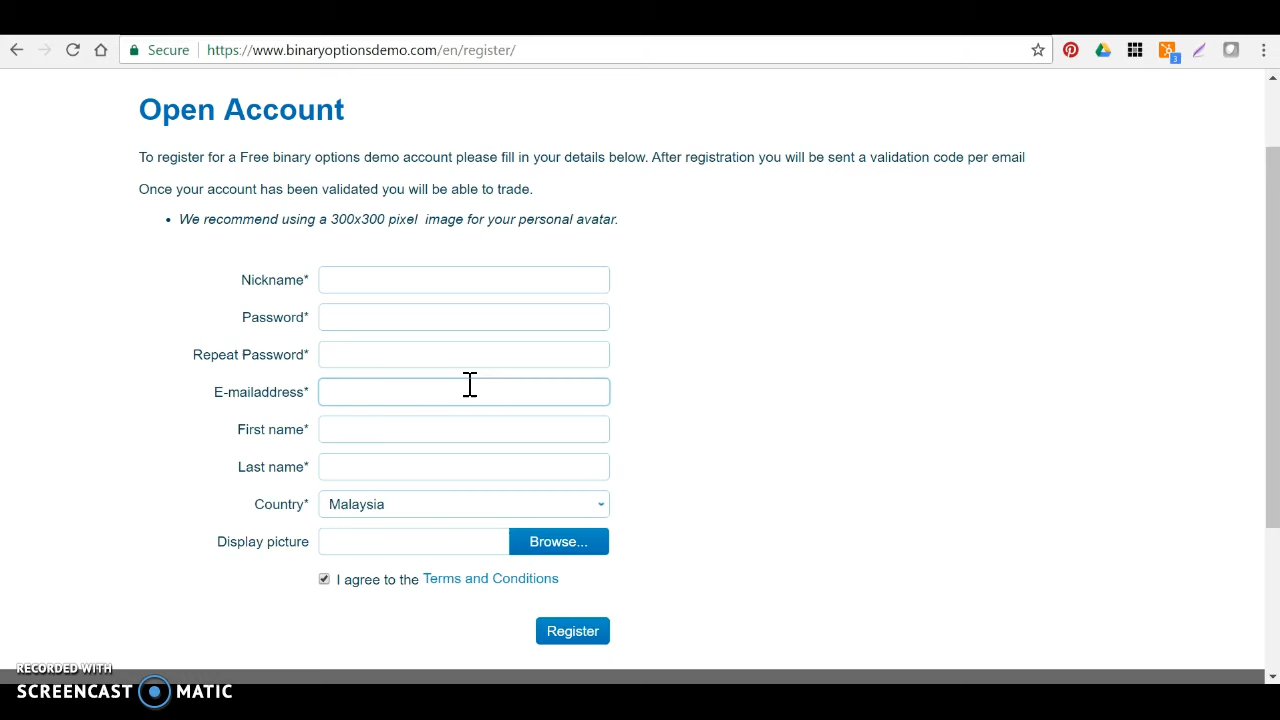 Secure https://www.binaryoptionsdemo.com/en/register/
3
Open Account
To register for a Free binary options demo account please fill in your details below. After registration you will be sent a validation code per email
Once your account has been validated you will be able to trade.
• We recommend using a 300x300 pixel image for your personal avatar.
Nickname*
Password*
Repeat Password*
E-mailaddress*
First name*
Last name*
Country* Malaysia
Display picture Browse...
I agree to the Terms and Conditions
Register
RECORDED WITH
SCREENCAST MATIC